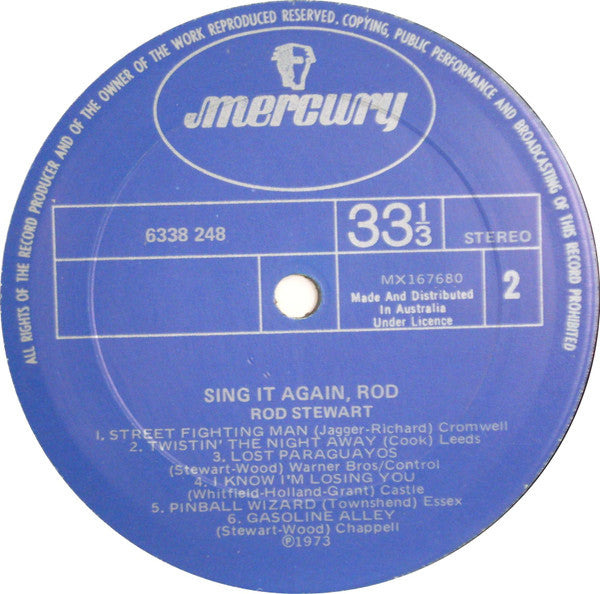 ALL RIGHTS OF THE RECORD PRODUCER AND OF THE OWNER OF THE WORK REPRODUCED RESERVED. COPYING, PUBLIC PERFORMANCE AND BROADCASTING OF THIS RECORD PROHIBITED
mercury
6338 248
33 1/3
STEREO
MX167680
Made And Distributed
In Australia
Under Licence
2
SING IT AGAIN, ROD
ROD STEWART
1. STREET FIGHTING MAN (Jagger-Richard) Cromwell
2. TWISTIN' THE NIGHT AWAY (Cook) Leeds
3. LOST PARAGUAYOS
(Stewart-Wood) Warner Bros/Control
4. I KNOW I'M LOSING YOU
(Whitfield-Holland-Grant) Castle
5. PINBALL WIZARD (Townshend) Essex
6. GASOLINE ALLEY
(Stewart-Wood) Chappell
℗1973